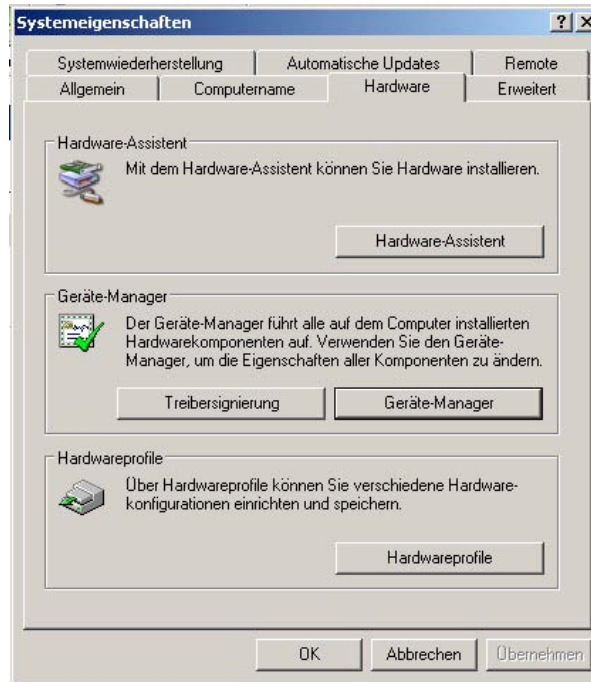 Systemeigenschaften
Systemwiederherstellung Automatische Updates Remote
Allgemein Computername Hardware Erweitert
Hardware-Assistent
Mit dem Hardware-Assistent können Sie Hardware installieren.
Hardware-Assistent
Geräte-Manager
Der Geräte-Manager führt alle auf dem Computer installierten
Hardwarekomponenten auf. Verwenden Sie den Geräte-
Manager, um die Eigenschaften aller Komponenten zu ändern.
Treibersignierung Geräte-Manager
Hardwareprofile
Über Hardwareprofile können Sie verschiedene Hardware-
konfigurationen einrichten und speichern.
Hardwareprofile
OK Abbrechen Übernehmen